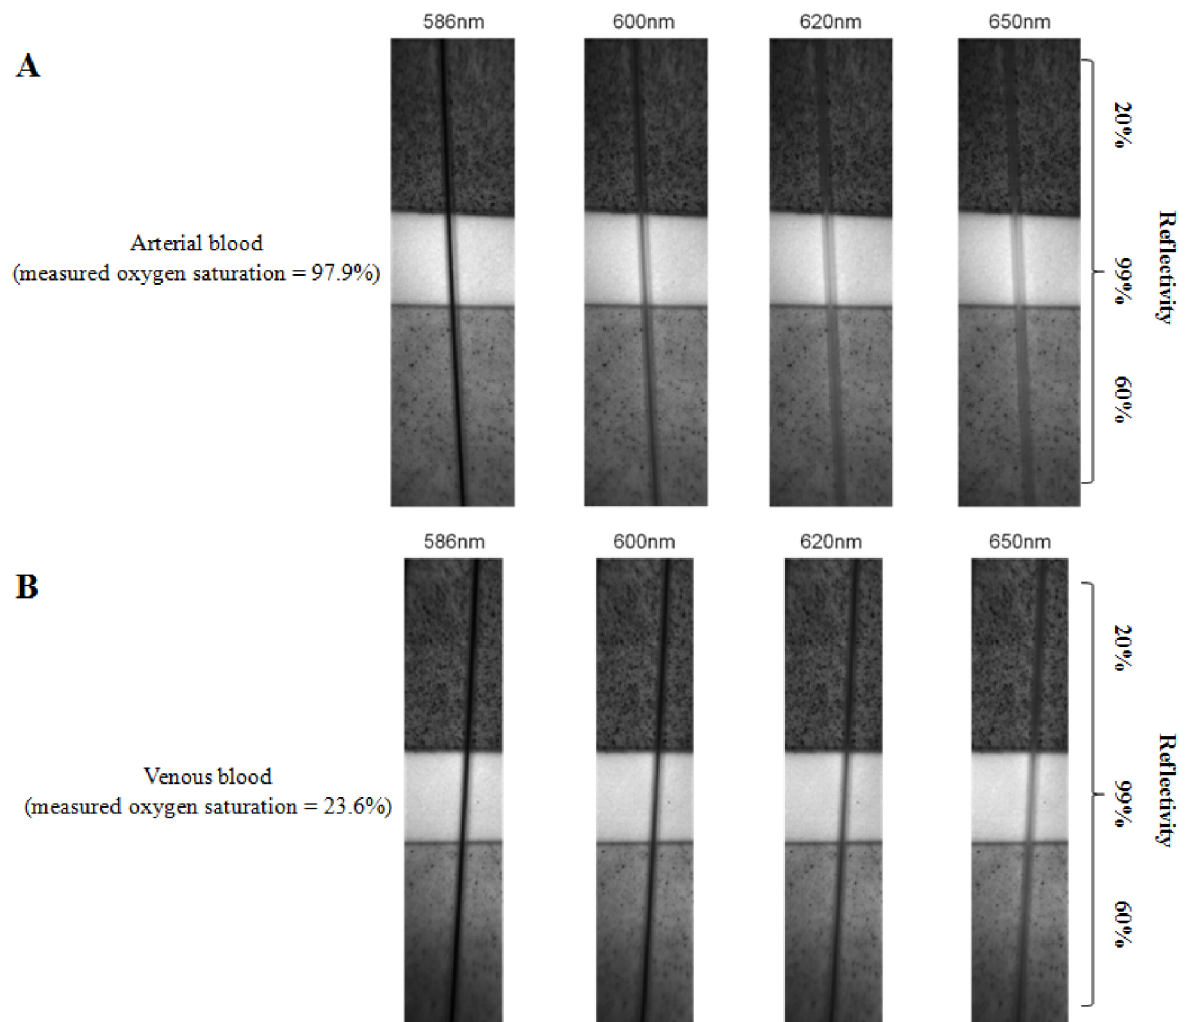 586nm 600nm 620nm 650nm
A
20%
Arterial blood
(measured oxygen saturation = 97.9%)
99%
Reflectivity
60%
586nm 600nm 620nm 650nm
B
20%
Venous blood
(measured oxygen saturation = 23.6%)
99%
Reflectivity
60%